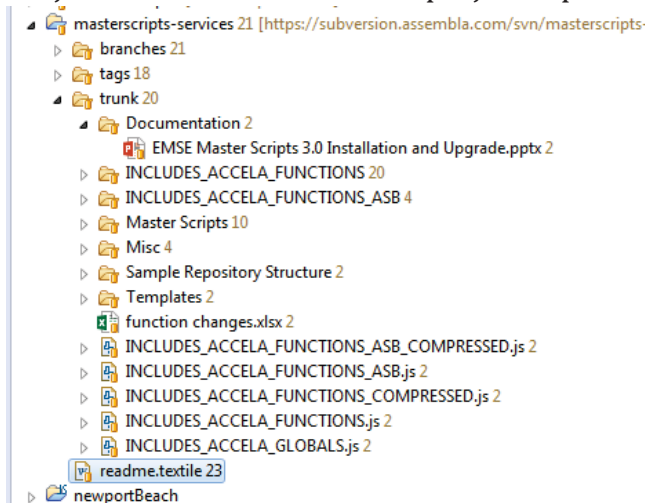 masterscripts-services 21 [https://subversion.assembla.com/svn/masterscripts-
branches 21
tags 18
trunk 20
Documentation 2
EMSE Master Scripts 3.0 Installation and Upgrade.pptx 2
INCLUDES_ACCELA_FUNCTIONS 20
INCLUDES_ACCELA_FUNCTIONS_ASB 4
Master Scripts 10
Misc 4
Sample Repository Structure 2
Templates 2
function changes.xlsx 2
INCLUDES_ACCELA_FUNCTIONS_ASB_COMPRESSED.js 2
INCLUDES_ACCELA_FUNCTIONS_ASB.js 2
INCLUDES_ACCELA_FUNCTIONS_COMPRESSED.js 2
INCLUDES_ACCELA_FUNCTIONS.js 2
INCLUDES_ACCELA_GLOBALS.js 2
readme.textile 23
newportBeach